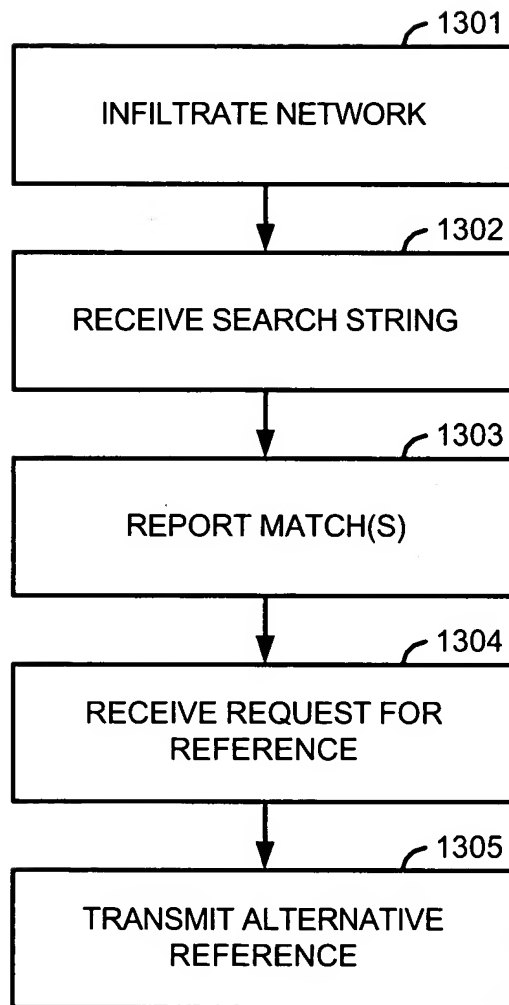 1301
INFILTRATE NETWORK
1302
RECEIVE SEARCH STRING
1303
REPORT MATCH(S)
1304
RECEIVE REQUEST FOR
REFERENCE
1305
TRANSMIT ALTERNATIVE
REFERENCE